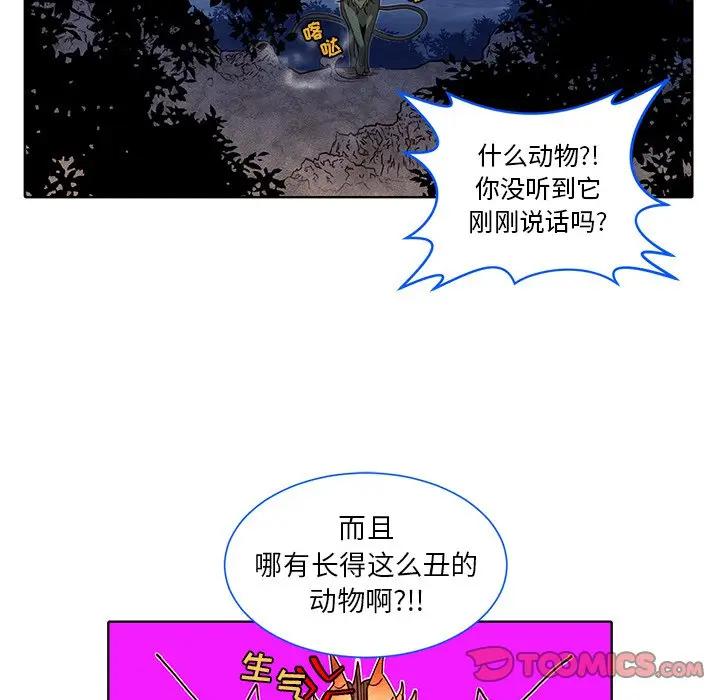 喀哒
什么动物?!
你没听到它
刚刚说话吗?
而且
哪有长得这么丑的
动物啊?!!
生气
TOOMICS.COM